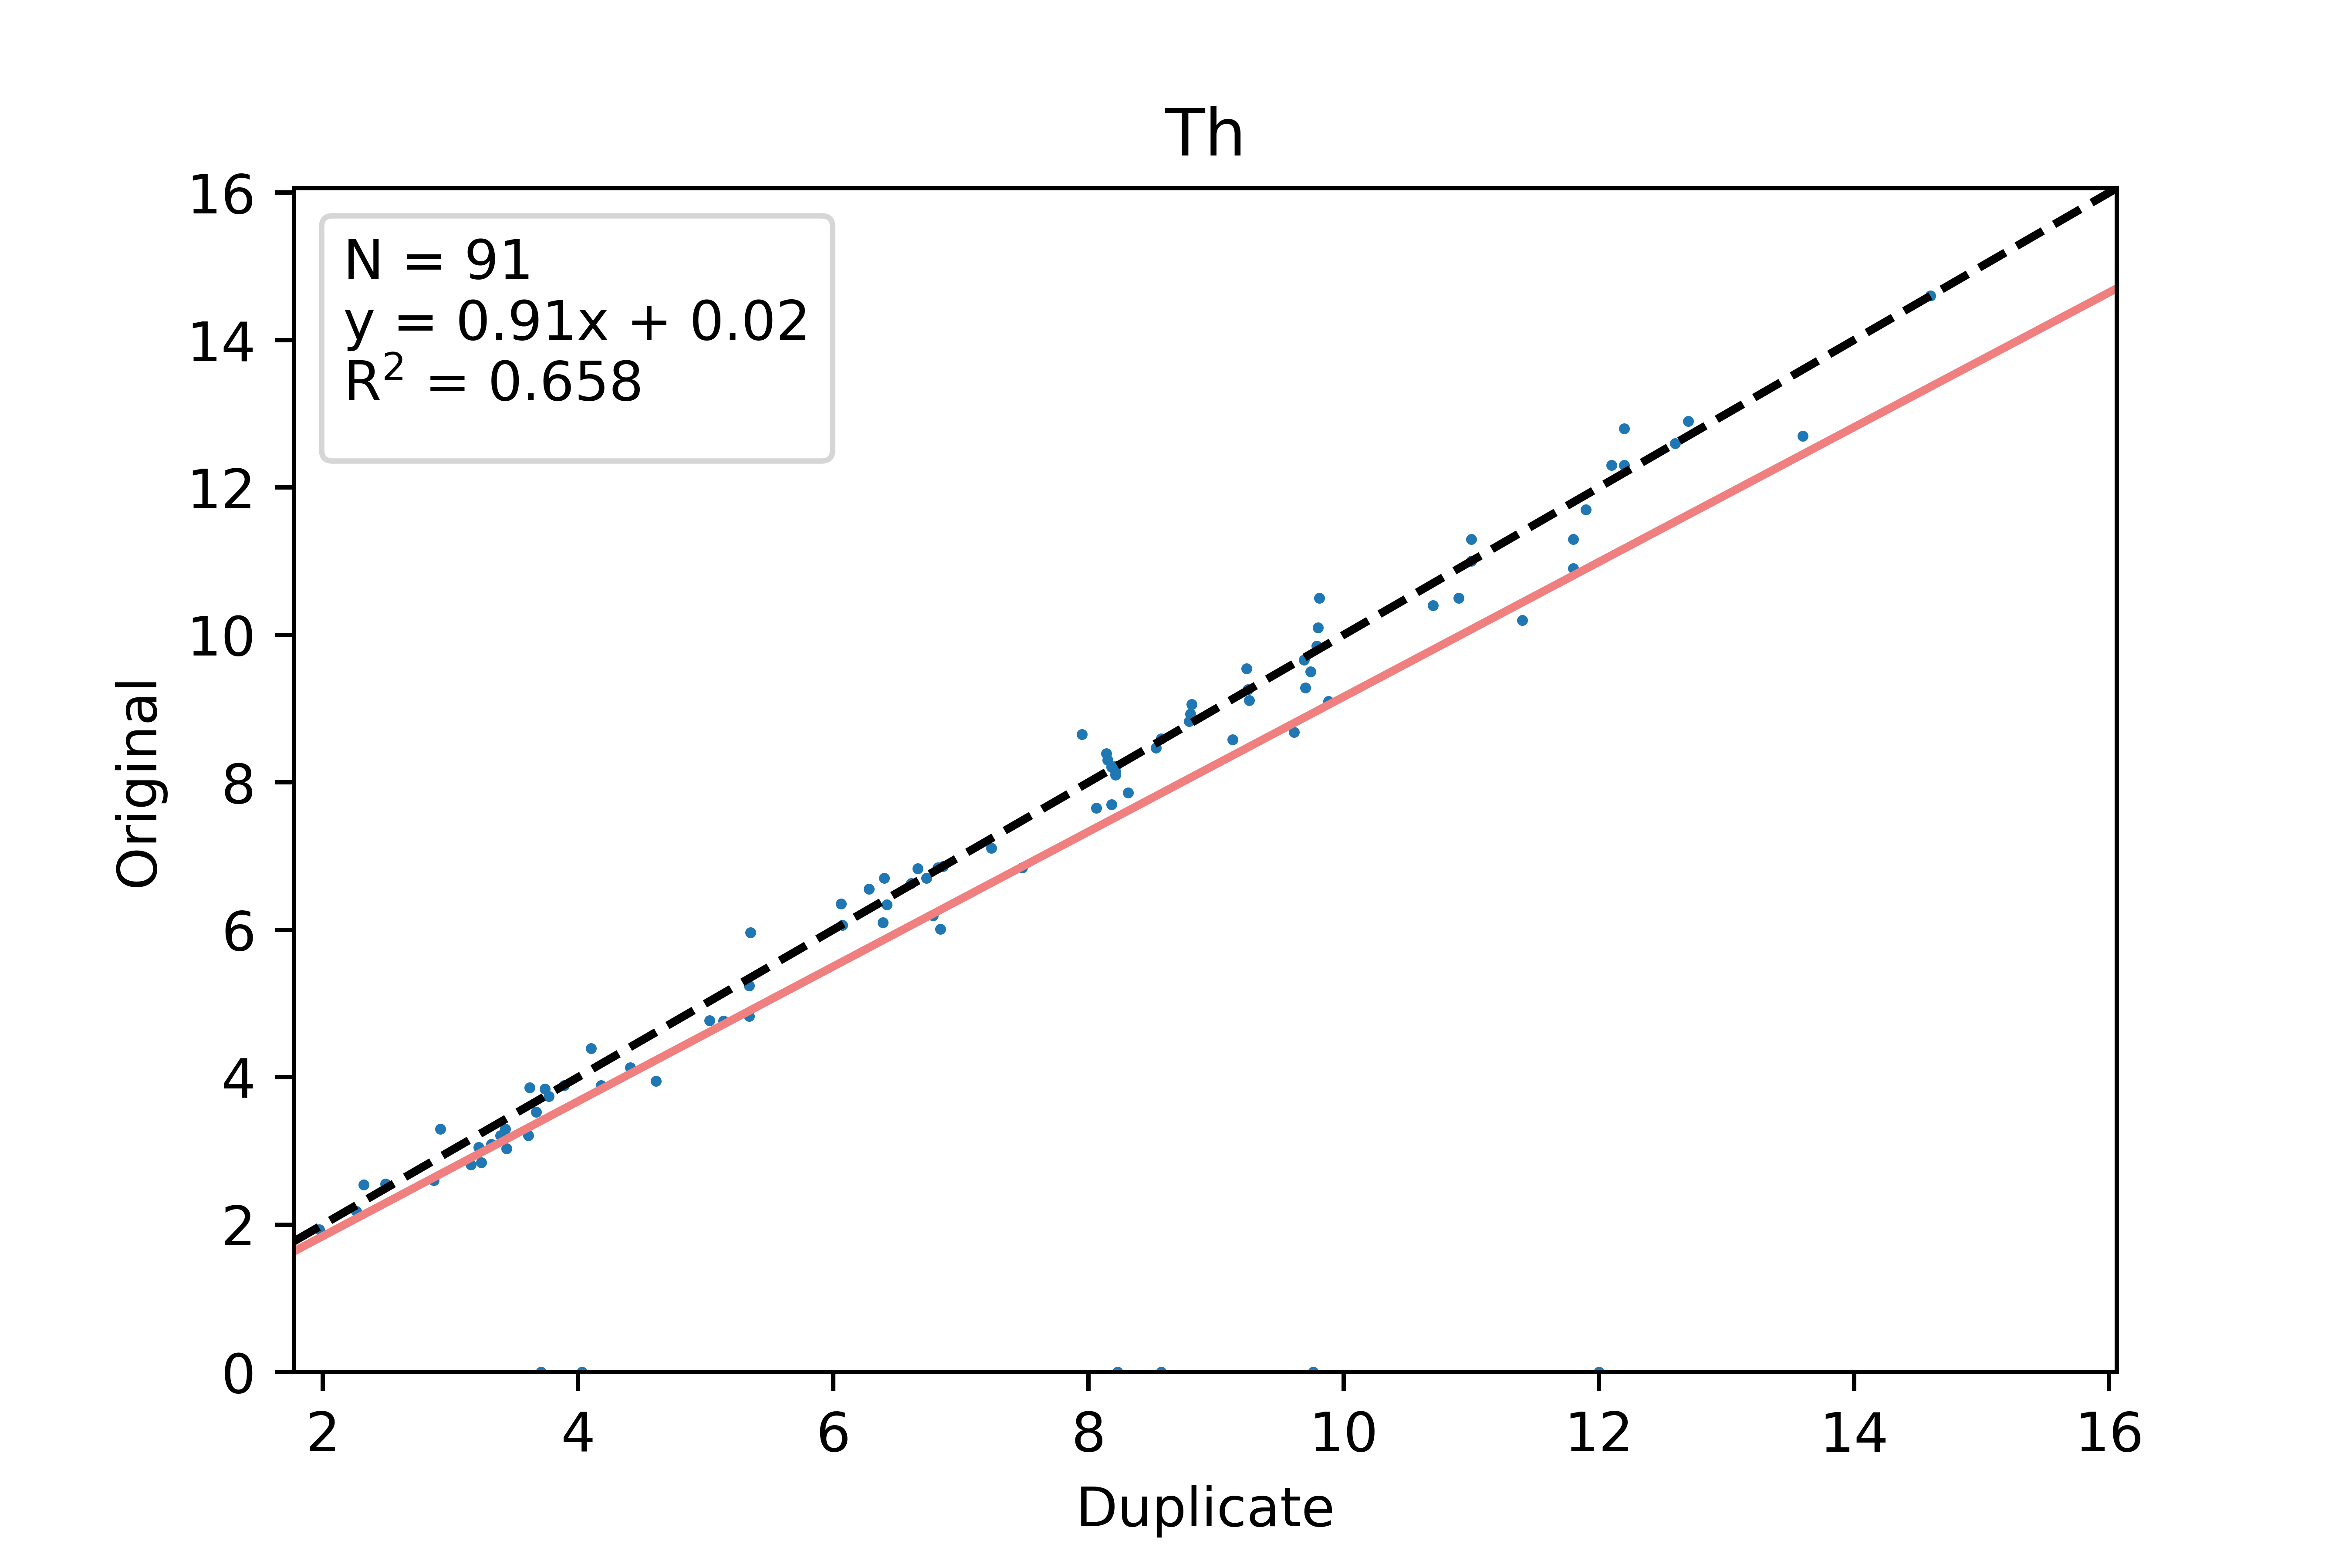 Th
16
14
12
10
8
6
4
2
0
Original
N = 91
y = 0.91x + 0.02
R² = 0.658
2 4 6 8 10 12 14 16
Duplicate